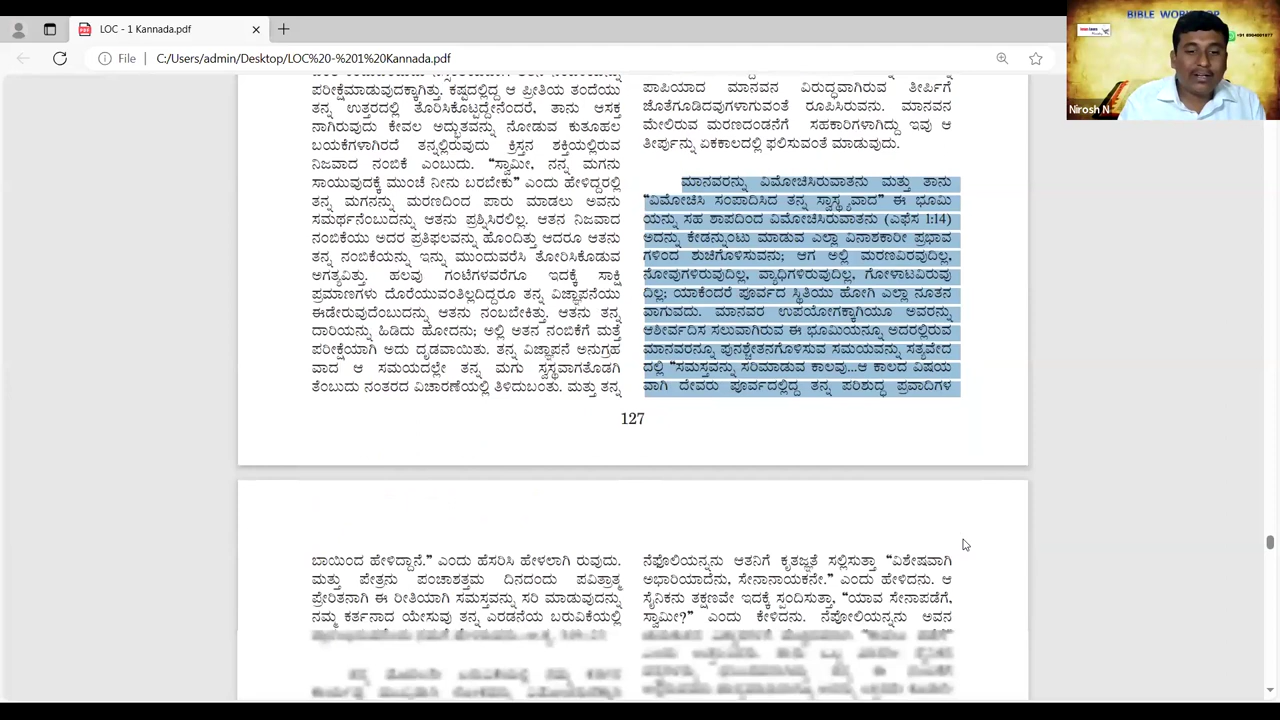 LOC - 1 Kannada.pdf
File
C:/Users/admin/Desktop/LOC%20-%201%20Kannada.pdf
BIBLE WORKSHOP
Nirosh N
ಪರೀಕ್ಷೆಮಾಡುವುದಕ್ಕಾಗಿತ್ತು. ಕಷ್ಟದಲ್ಲಿದ್ದ ಆ ಪ್ರೀತಿಯ ತಂದೆಯು
ತನ್ನ ಉತ್ತರದಲ್ಲಿ ತೊರಿಸಿಕೊಟ್ಟದ್ದೇನೆಂದರೆ, ತಾನು ಆಸಕ್ತ
ನಾಗಿರುವುದು ಕೇವಲ ಅದ್ಭುತವನ್ನು ನೋಡುವ ಕುತೂಹಲ
ಬಯಕೆಗಳಾಗಿರದೆ ತನ್ನಲ್ಲಿರುವುದು ಕ್ರಿಸ್ತನ ಶಕ್ತಿಯಲ್ಲಿರುವ
ನಿಜವಾದ ನಂಬಿಕೆ ಎಂಬುದು. “ಸ್ವಾಮೀ, ನನ್ನ ಮಗನು
ಸಾಯುವುದಕ್ಕೆ ಮುಂಚೆ ನೀನು ಬರಬೇಕು” ಎಂದು ಹೇಳಿದ್ದರಲ್ಲಿ
ತನ್ನ ಮಗನನ್ನು ಮರಣದಿಂದ ಪಾರು ಮಾಡಲು ಅವನು
ಸಮರ್ಥನೆಂಬುದನ್ನು ಆತನು ಪ್ರಶ್ನಿಸಿರಲಿಲ್ಲ. ಆತನ ನಿಜವಾದ
ನಂಬಿಕೆಯು ಅದರ ಪ್ರತಿಫಲವನ್ನು ಹೊಂದಿತ್ತು ಆದರೂ ಆತನು
ತನ್ನ ನಂಬಿಕೆಯನ್ನು ಇನ್ನು ಮುಂದುವರೆಸಿ ತೋರಿಸಿಕೊಡುವ
ಅಗತ್ಯವಿತ್ತು. ಹಲವು ಗಂಟೆಗಳವರೆಗೂ ಇದಕ್ಕೆ ಸಾಕ್ಷಿ
ಪ್ರಮಾಣಗಳು ದೊರೆಯುವಂತಿಲ್ಲದಿದ್ದರೂ ತನ್ನ ವಿಜ್ಞಾಪನೆಯು
ಈಡೇರುವುದೆಂಬುದನ್ನು ಆತನು ನಂಬಬೇಕಿತ್ತು. ಆತನು ತನ್ನ
ದಾರಿಯನ್ನು ಹಿಡಿದು ಹೋದನು; ಅಲ್ಲಿ ಅತನ ನಂಬಿಕೆಗೆ ಮತ್ತೆ
ಪರೀಕ್ಷೆಯಾಗಿ ಅದು ದೃಡವಾಯಿತು. ತನ್ನ ವಿಜ್ಞಾಪನೆ ಅನುಗ್ರಹ
ವಾದ ಆ ಸಮಯದಲ್ಲೇ ತನ್ನ ಮಗು ಸ್ವಸ್ಥವಾಗತೊಡಗಿ
ತೆಂಬುದು ನಂತರದ ವಿಚಾರಣೆಯಲ್ಲಿ ತಿಳಿದುಬಂತು. ಮತ್ತು ತನ್ನ
ಪಾಪಿಯಾದ ಮಾನವನ ವಿರುದ್ಧವಾಗಿರುವ ತೀರ್ಪಿಗೆ
ಜೊತೆಗೂಡಿದವುಗಳಾಗುವಂತೆ ರೂಪಿಸಿರುವನು. ಮಾನವನ
ಮೇಲಿರುವ ಮರಣದಂಡನೆಗೆ ಸಹಕಾರಿಗಳಾಗಿದ್ದು ಇವು ಆ
ತೀರ್ಪುನ್ನು ಏಕಕಾಲದಲ್ಲಿ ಫಲಿಸುವಂತೆ ಮಾಡುವುದು.
ಮಾನವರನ್ನು ವಿಮೋಚಿಸಿರುವಾತನು ಮತ್ತು ತಾನು
“ವಿಮೋಚಿಸಿ ಸಂಪಾದಿಸಿದ ತನ್ನ ಸ್ವಾಸ್ಥ್ಯವಾದ” ಈ ಭೂಮಿ
ಯನ್ನು ಸಹ ಶಾಪದಿಂದ ವಿಮೋಚಿಸಿರುವಾತನು (ಎಫೆಸ 1:14)
ಅದನ್ನು ಕೇಡನ್ನುಂಟು ಮಾಡುವ ಎಲ್ಲಾ ವಿನಾಶಕಾರೀ ಪ್ರಭಾವ
ಗಳಿಂದ ಶುಚಿಗೊಳಿಸುವನು; ಆಗ ಅಲ್ಲಿ ಮರಣವಿರವುದಿಲ್ಲ,
ನೋವುಗಳಿರುವುದಿಲ್ಲ, ವ್ಯಾಧಿಗಳಿರುವುದಿಲ್ಲ, ಗೋಳಾಟವಿರುವು
ದಿಲ್ಲ; ಯಾಕೆಂದರೆ ಪೂರ್ವದ ಸ್ಥಿತಿಯು ಹೋಗಿ ಎಲ್ಲಾ ನೂತನ
ವಾಗುವದು. ಮಾನವರ ಉಪಯೋಗಕ್ಕಾಗಿಯೂ ಅವರನ್ನು
ಆಶೀರ್ವದಿಸ ಸಲುವಾಗಿರುವ ಈ ಭೂಮಿಯನ್ನೂ ಅದರಲ್ಲಿರುವ
ಮಾನವರನ್ನೂ ಪುನಶ್ಚೇತನಗೊಳಿಸುವ ಸಮಯವನ್ನು ಸತ್ಯವೇದ
ದಲ್ಲಿ “ಸಮಸ್ತವನ್ನು ಸರಿಮಾಡುವ ಕಾಲವು...ಆ ಕಾಲದ ವಿಷಯ
ವಾಗಿ ದೇವರು ಪೂರ್ವದಲ್ಲಿದ್ದ ತನ್ನ ಪರಿಶುದ್ಧ ಪ್ರವಾದಿಗಳ
127
ಬಾಯಿಂದ ಹೇಳಿದ್ದಾನೆ.” ಎಂದು ಹೆಸರಿಸಿ ಹೇಳಲಾಗಿ ರುವುದು.
ಮತ್ತು ಪೇತ್ರನು ಪಂಚಾಶತ್ತಮ ದಿನದಂದು ಪವಿತ್ರಾತ್ಮ
ಪ್ರೇರಿತನಾಗಿ ಈ ರೀತಿಯಾಗಿ ಸಮಸ್ತವನ್ನು ಸರಿ ಮಾಡುವುದನ್ನು
ನಮ್ಮ ಕರ್ತನಾದ ಯೇಸುವು ತನ್ನ ಎರಡನೆಯ ಬರುವಿಕೆಯಲ್ಲಿ
ನೆಫೊಲಿಯನ್ನನು ಆತನಿಗೆ ಕೃತಜ್ಞತೆ ಸಲ್ಲಿಸುತ್ತಾ “ವಿಶೇಷವಾಗಿ
ಅಭಾರಿಯಾದೆನು, ಸೇನಾನಾಯಕನೇ.” ಎಂದು ಹೇಳಿದನು. ಆ
ಸೈನಿಕನು ತಕ್ಷಣವೇ ಇದಕ್ಕೆ ಸ್ಪಂದಿಸುತ್ತಾ, “ಯಾವ ಸೇನಾಪಡೆಗೆ,
ಸ್ವಾಮೀ?” ಎಂದು ಕೇಳಿದನು. ನೆಪೋಲಿಯನ್ನನು ಅವನ